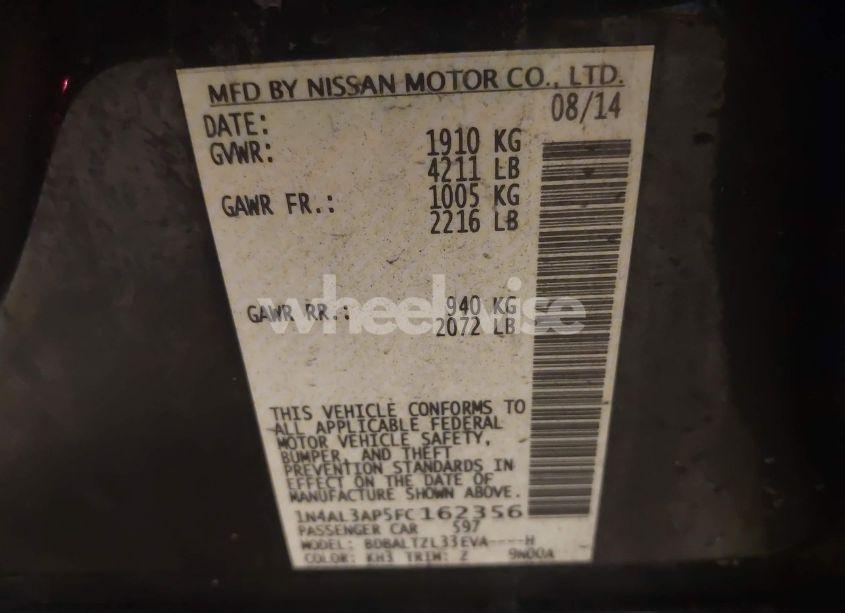 MFD BY NISSAN MOTOR CO., LTD.
DATE: 08/14
GVWR: 1910 KG
4211 LB
GAWR FR.: 1005 KG
2216 LB
GAWR RR.: 940 KG
2072 LB
wheelwise
THIS VEHICLE CONFORMS TO
ALL APPLICABLE FEDERAL
MOTOR VEHICLE SAFETY,
BUMPER, AND THEFT
PREVENTION STANDARDS IN
EFFECT ON THE DATE OF
MANUFACTURE SHOWN ABOVE.
1N4AL3AP5FC162356
PASSENGER CAR 597
MODEL: BDBALTZL33EVA----H
COLOR: KH3 TRIM: Z 9N00A